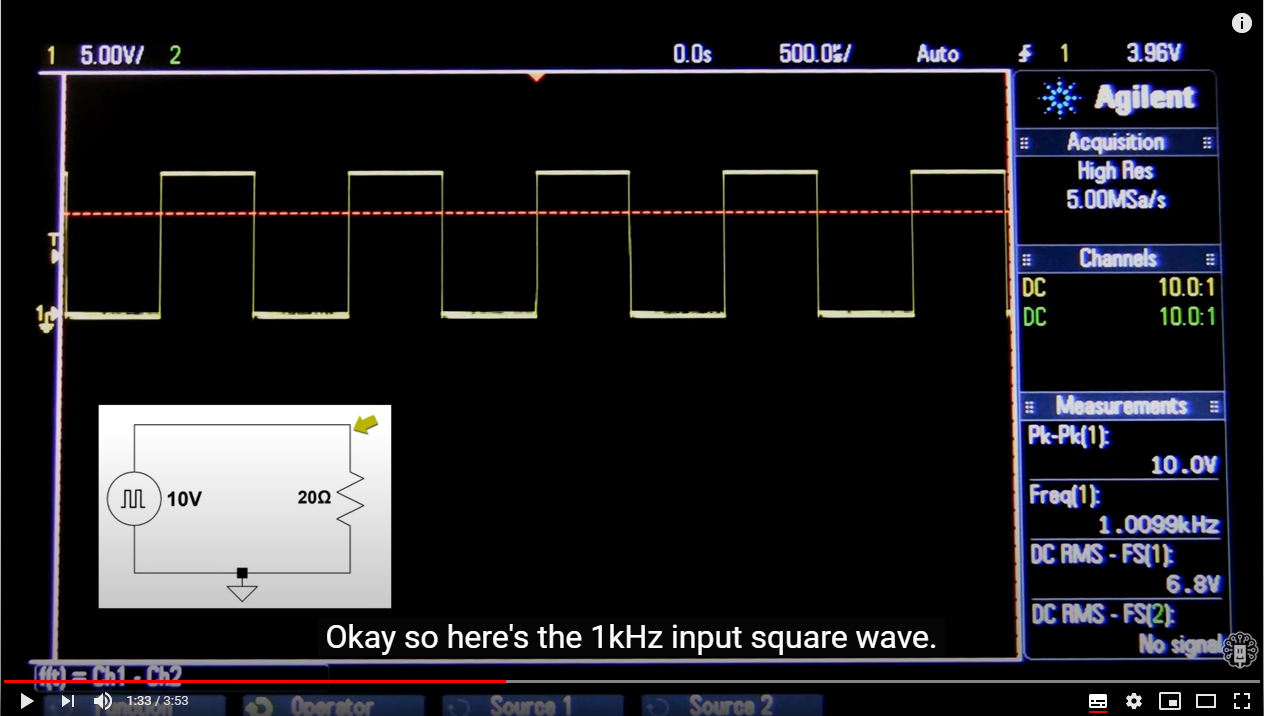 1 5.00V/ 2 0.0s 500.0㎲/ Auto 1 3.96V
Agilent
Acquisition
High Res
5.00MSa/s
Channels
DC 10.0:1
DC 10.0:1
Measurements
Pk-Pk(1):
10.0V
Freq(1):
1.0099kHz
DC RMS - FS(1):
6.8V
DC RMS - FS(2):
No signal
T
1
10V
20Ω
Okay so here's the 1kHz input square wave.
f(t) = Ch1 - Ch2
1:33 / 3:53
Function Operator Source 1 Source 2